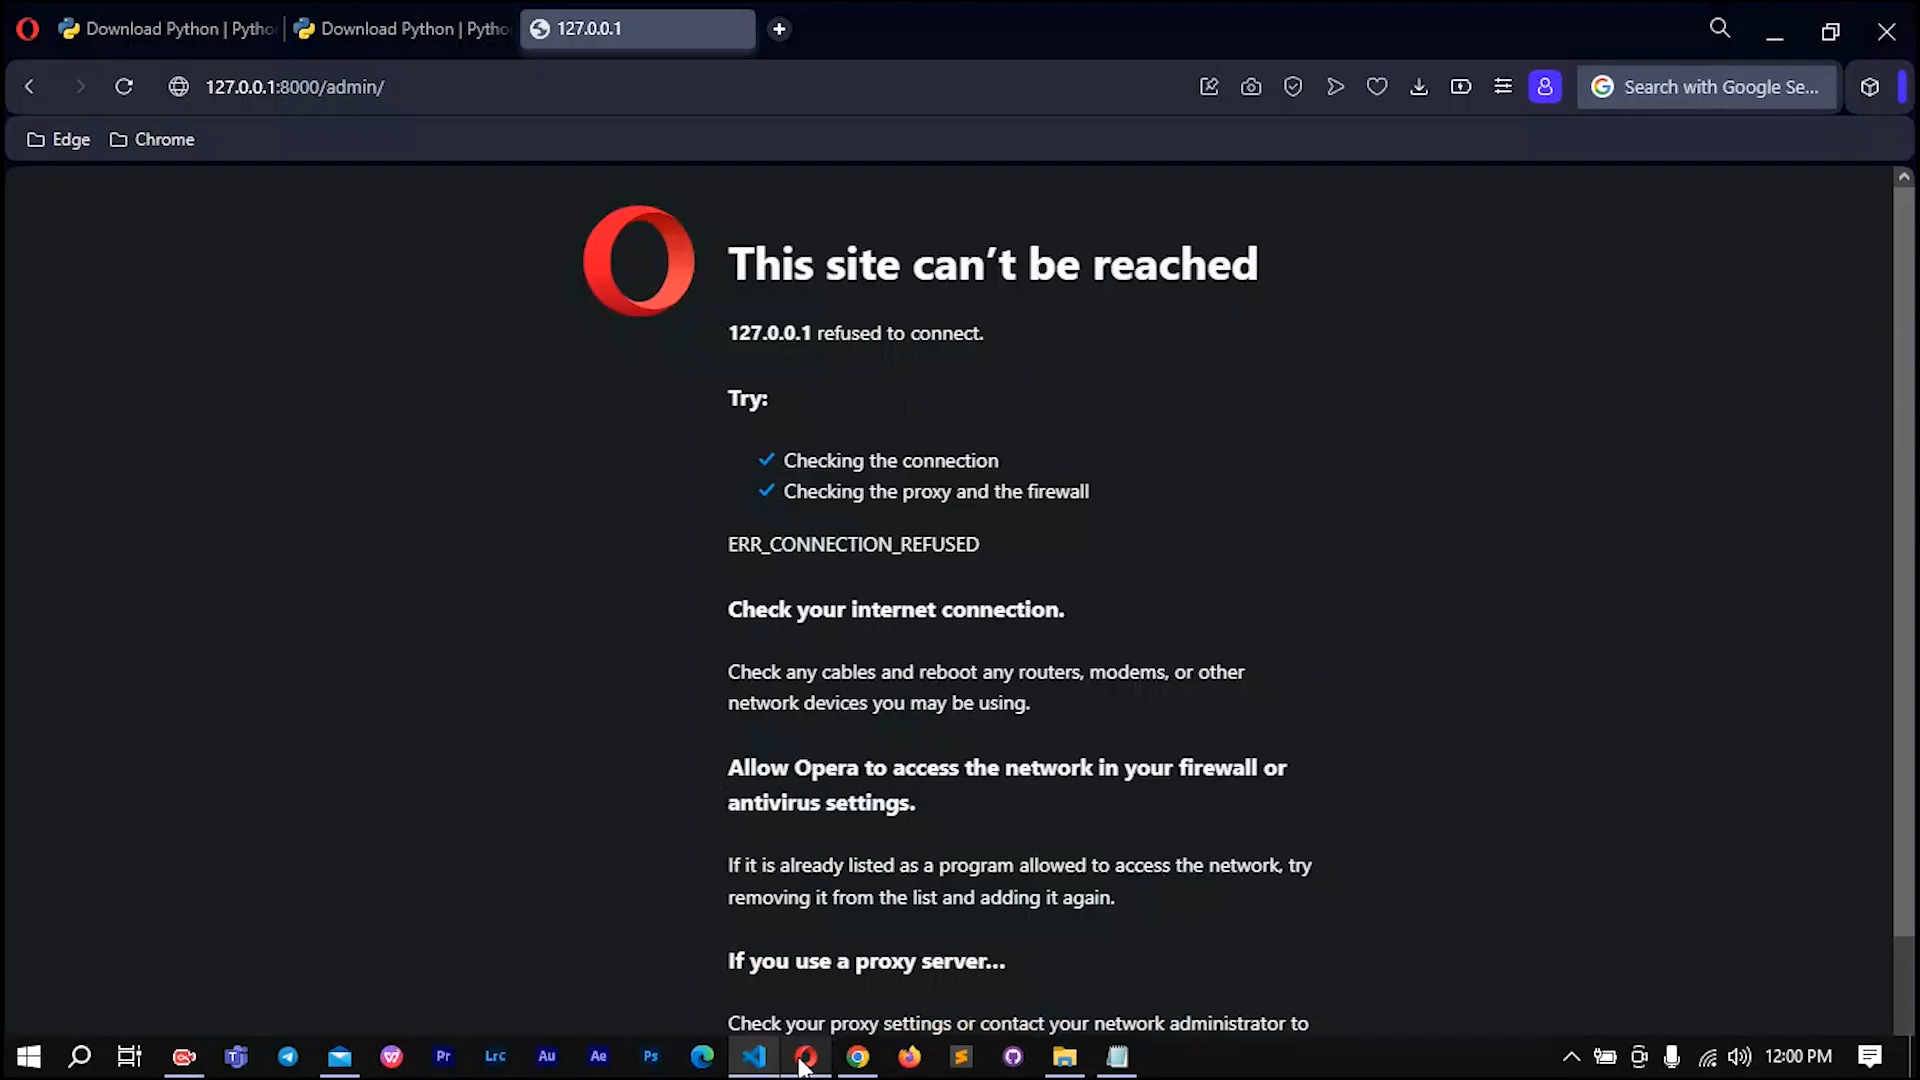 Download Python | Pytho
Download Python | Pytho
127.0.0.1
127.0.0.1:8000/admin/
Search with Google Se...
Edge
Chrome
This site can’t be reached
127.0.0.1 refused to connect.
Try:
Checking the connection
Checking the proxy and the firewall
ERR_CONNECTION_REFUSED
Check your internet connection.
Check any cables and reboot any routers, modems, or other
network devices you may be using.
Allow Opera to access the network in your firewall or
antivirus settings.
If it is already listed as a program allowed to access the network, try
removing it from the list and adding it again.
If you use a proxy server...
Check your proxy settings or contact your network administrator to
Pr
Lrc
Au
Ae
Ps
12:00 PM